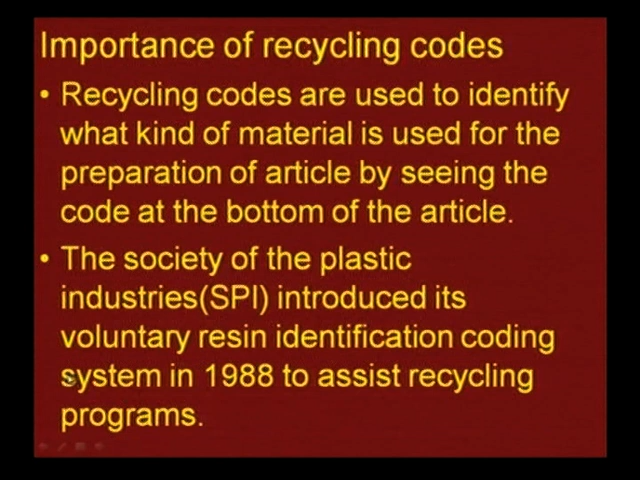 Importance of recycling codes
• Recycling codes are used to identify
what kind of material is used for the
preparation of article by seeing the
code at the bottom of the article.
• The society of the plastic
industries(SPI) introduced its
voluntary resin identification coding
system in 1988 to assist recycling
programs.